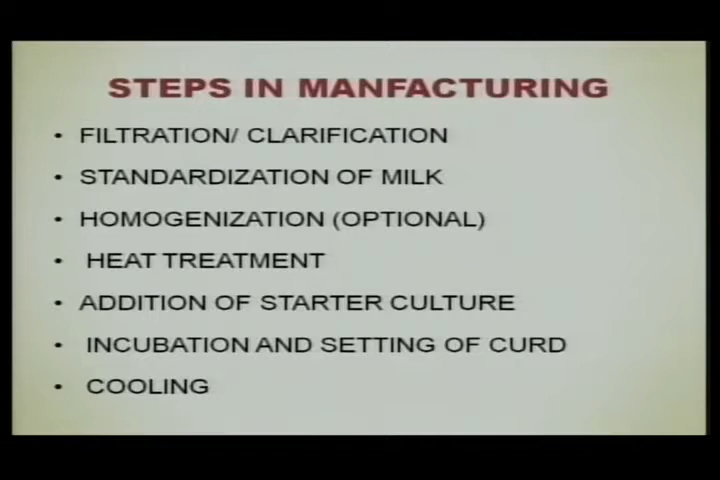 STEPS IN MANFACTURING
• FILTRATION/ CLARIFICATION
• STANDARDIZATION OF MILK
• HOMOGENIZATION (OPTIONAL)
• HEAT TREATMENT
• ADDITION OF STARTER CULTURE
• INCUBATION AND SETTING OF CURD
• COOLING